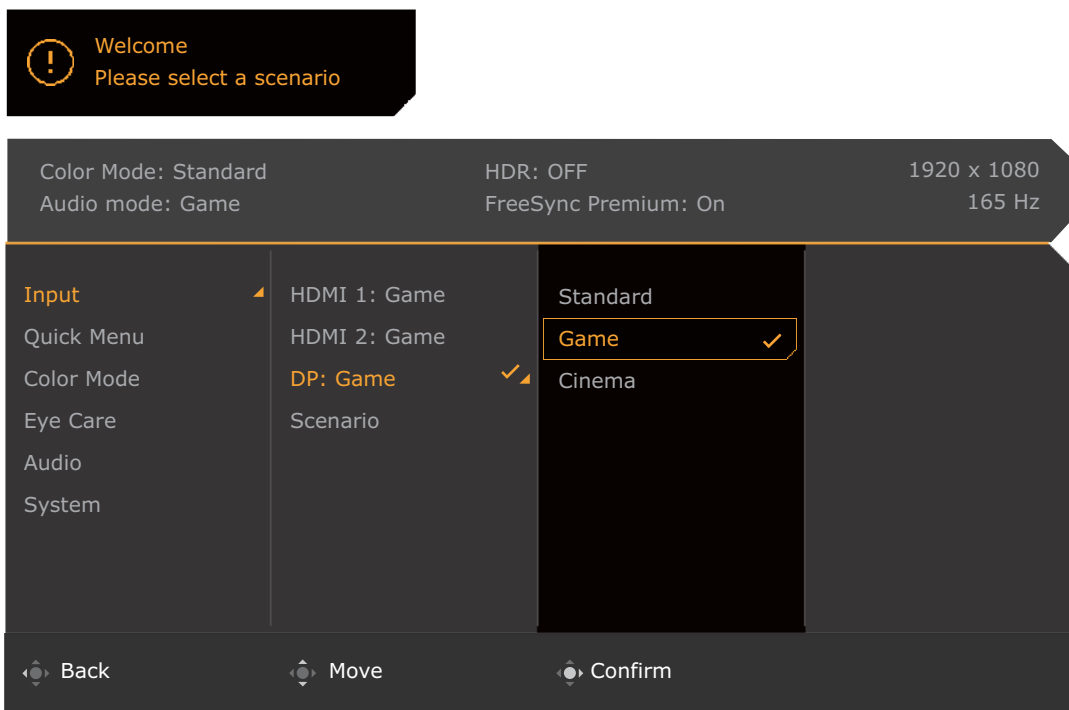 Welcome
Please select a scenario
Color Mode: Standard
Audio mode: Game
HDR: OFF
FreeSync Premium: On
1920 x 1080
165 Hz
Input
Quick Menu
Color Mode
Eye Care
Audio
System
HDMI 1: Game
HDMI 2: Game
DP: Game
Scenario
Standard
Game
Cinema
Back
Move
Confirm